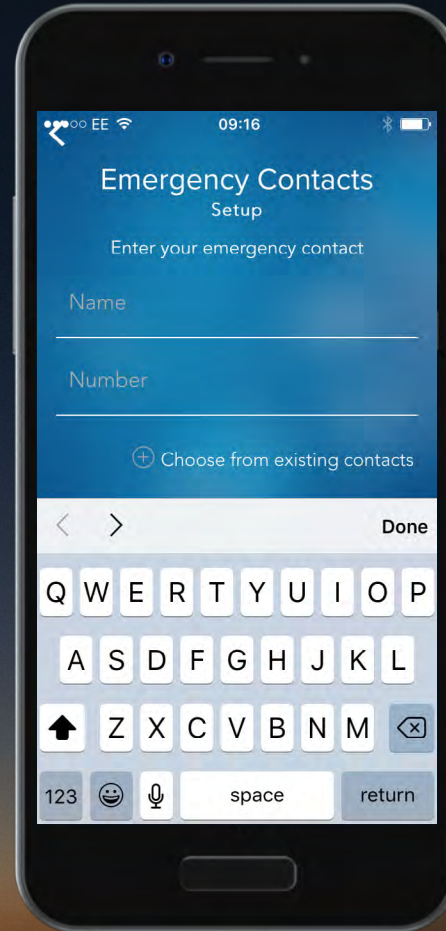 EE 09:16
Emergency Contacts
Setup
Enter your emergency contact
Name
Number
Choose from existing contacts
Done
Q W E R T Y U I O P
A S D F G H J K L
Z X C V B N M
123 space return